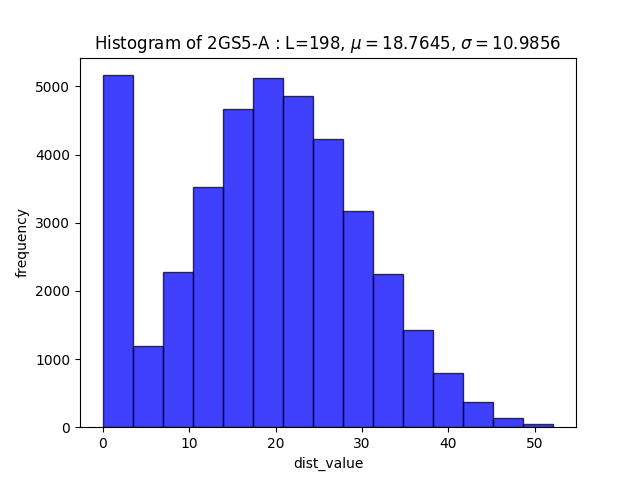 Histogram of 2GS5-A : L=198, μ = 18.7645, σ = 10.9856
frequency
5000
4000
3000
2000
1000
0
0 10 20 30 40 50
dist_value